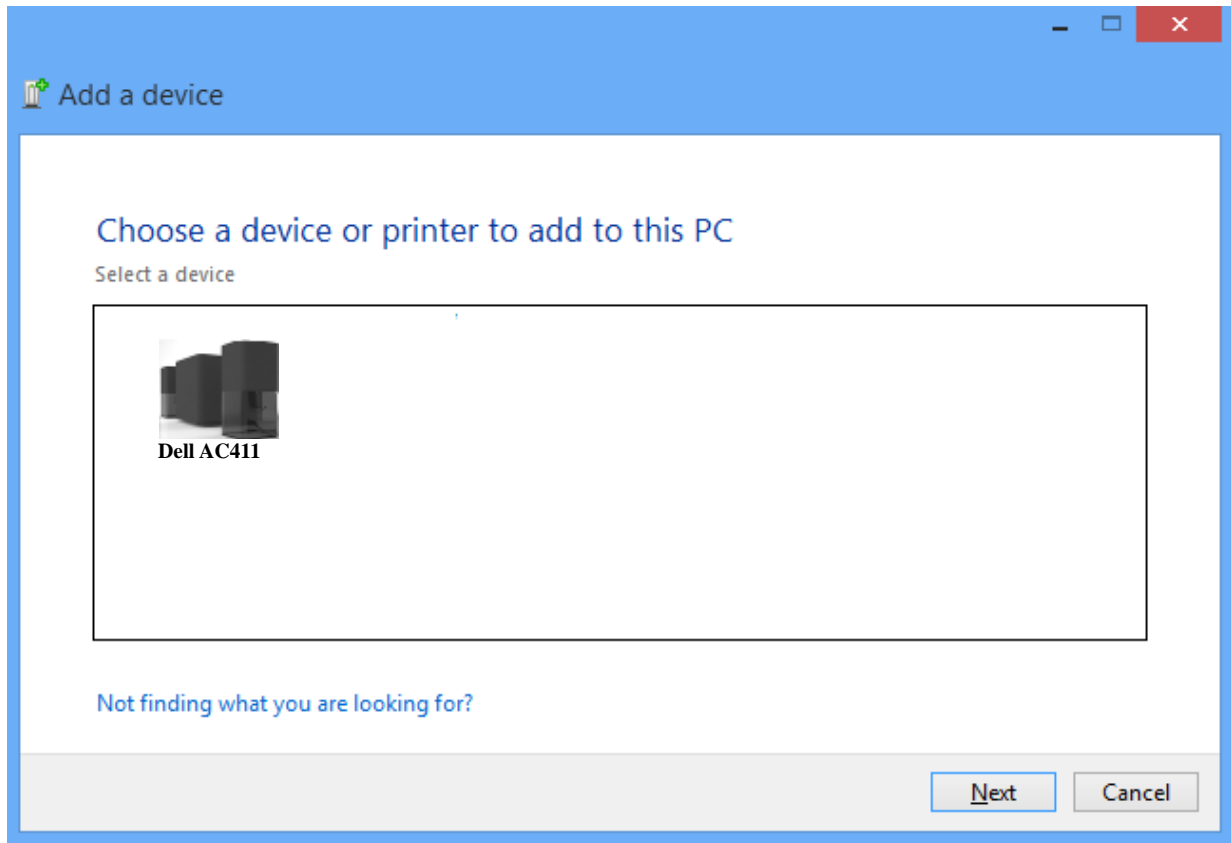 Add a device
Choose a device or printer to add to this PC
Select a device
Dell AC411
Not finding what you are looking for?
Next Cancel